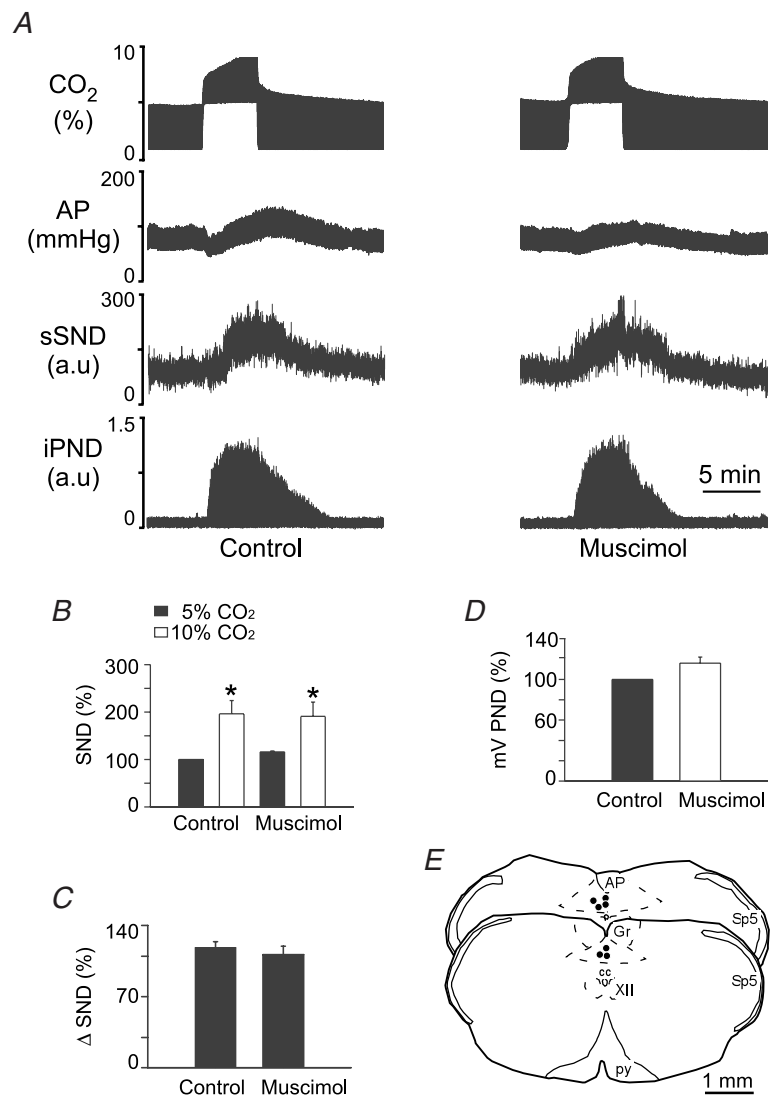 A
CO2 (%)
10
0
AP (mmHg)
200
0
sSND (a.u)
300
0
iPND (a.u)
1.5
0
5 min
Control
Muscimol
B
5% CO2
10% CO2
SND (%)
300
200
100
0
*
*
Control
Muscimol
D
mV PND (%)
140
100
60
0
Control
Muscimol
C
Δ SND (%)
140
70
0
Control
Muscimol
E
AP
Sp5
Gr
cc
Sp5
XII
py
1 mm